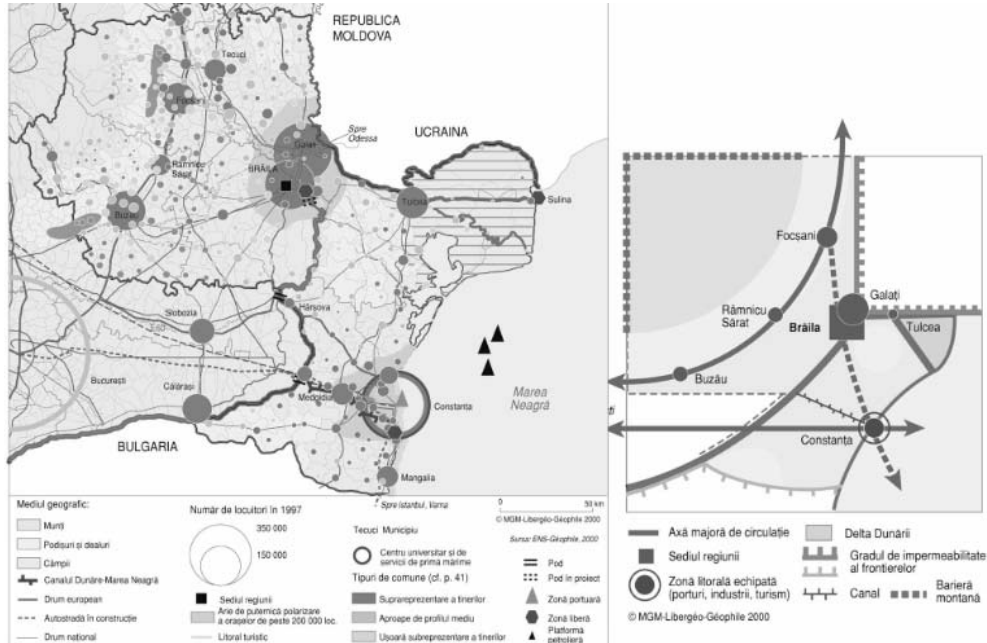 REPUBLICA
MOLDOVA
Tecuci
Focșani
Galați
Spre
Odessa
UCRAINA
Râmnicu
Sărat
BRĂILA
Buzău
Tulcea
Sulina
Hârșova
Slobozia
E60
București
Călărași
Medgidia
Constanța
Marea
Neagră
BULGARIA
Mangalia
Spre Istanbul, Varna
0 50 km
© MGM-Libergéo-Géophile 2000
Sursa: ENS-Géophile, 2000
Mediul geografic:
Munți
Podișuri și dealuri
Câmpii
Canalul Dunăre-Marea Neagră
Drum european
Autostradă în construcție
Drum național
Număr de locuitori în 1997
350 000
150 000
Sediul regiunii
Arie de puternică polarizare
a orașelor de peste 200 000 loc.
Litoral turistic
Tecuci Municipiu
Centru universitar și de
servicii de prima mărime
Tipuri de comune (cf. p. 41)
Suprareprezentare a tinerilor
Aproape de profilul mediu
Ușoară subreprezentare a tinerilor
Pod
Pod în proiect
Zonă portuară
Zonă liberă
Platformă
petrolieră
Focșani
Galați
Râmnicu
Sărat
Brăila
Tulcea
Buzău
ti
Constanța
Axă majoră de circulație
Sediul regiunii
Zonă litorală echipată
(porturi, industrii, turism)
Delta Dunării
Gradul de impermeabilitate
al frontierelor
Canal
Barieră
montană
© MGM-Libergéo-Géophile 2000